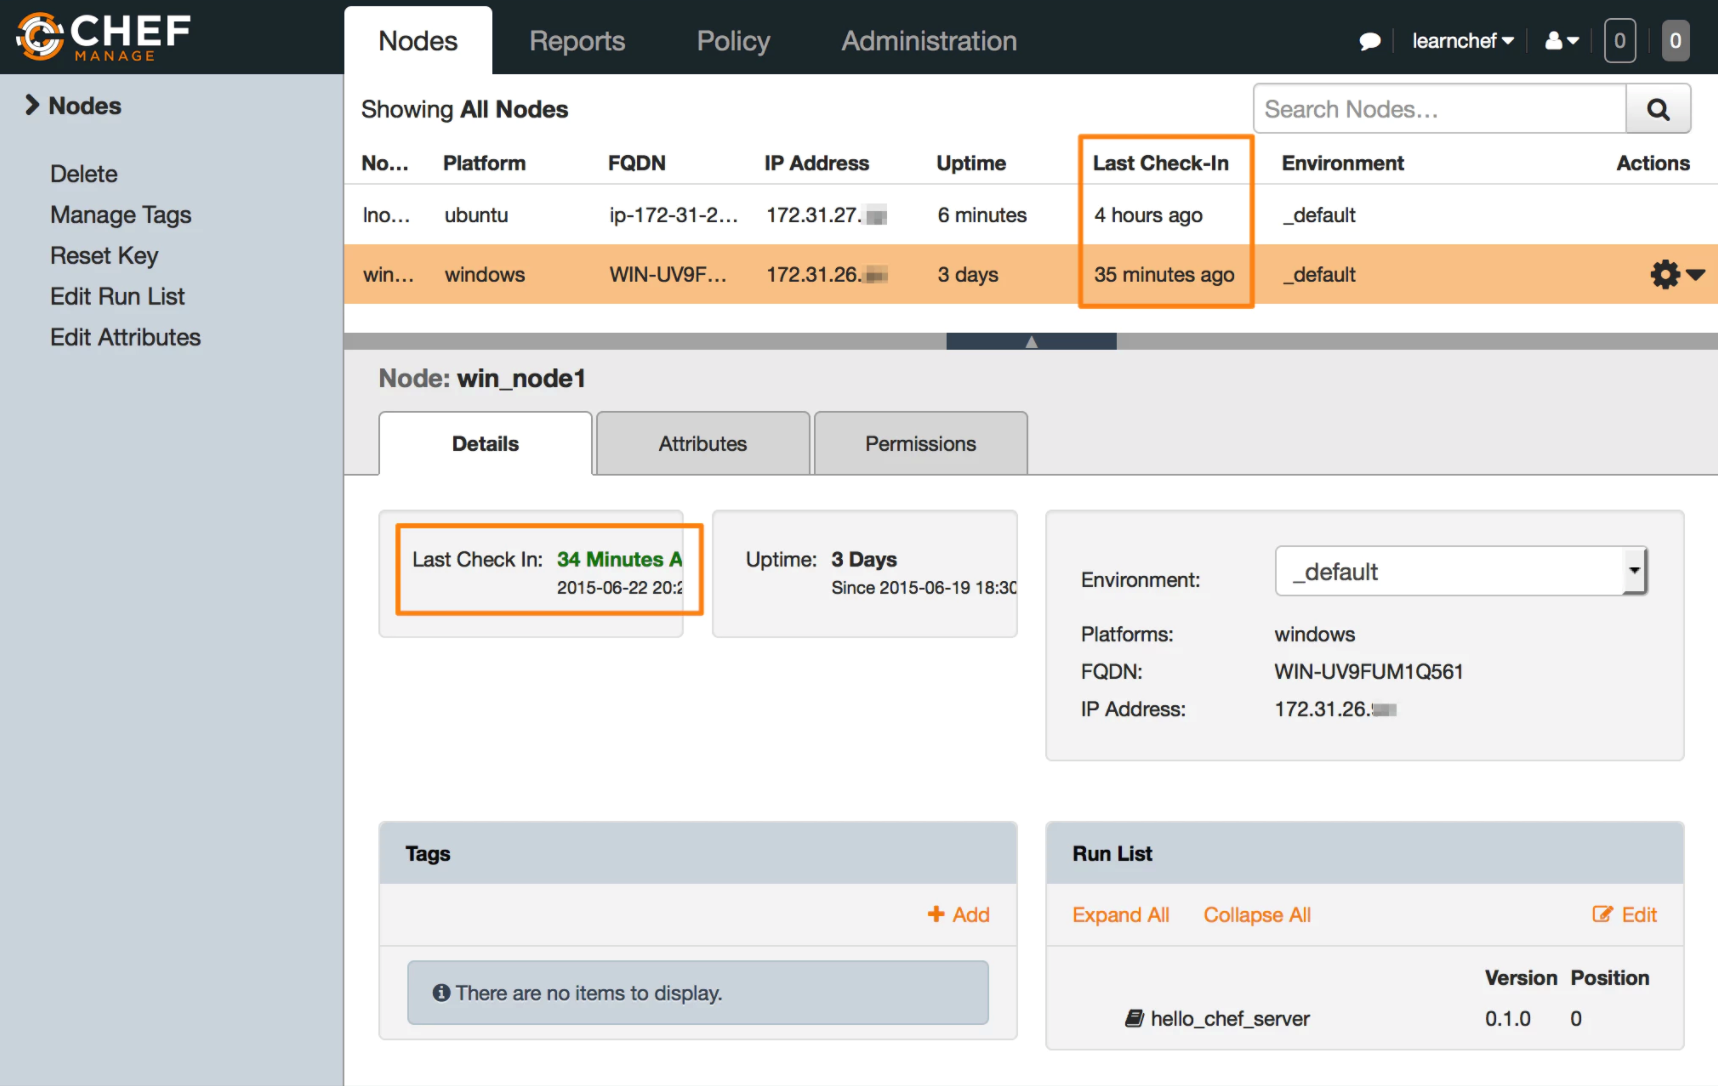 CHEF
MANAGE
Nodes Reports Policy Administration learnchef 0 0
Nodes
Delete
Manage Tags
Reset Key
Edit Run List
Edit Attributes
Showing All Nodes
Search Nodes...
No... Platform FQDN IP Address Uptime Last Check-In Environment Actions
lno... ubuntu ip-172-31-2... 172.31.27. 6 minutes 4 hours ago _default
win... windows WIN-UV9F... 172.31.26. 3 days 35 minutes ago _default
Node: win_node1
Details Attributes Permissions
Last Check In: 34 Minutes A
2015-06-22 20:2
Uptime: 3 Days
Since 2015-06-19 18:30
Environment: _default
Platforms: windows
FQDN: WIN-UV9FUM1Q561
IP Address: 172.31.26.
Tags
Add
There are no items to display.
Run List
Expand All Collapse All Edit
Version Position
hello_chef_server 0.1.0 0